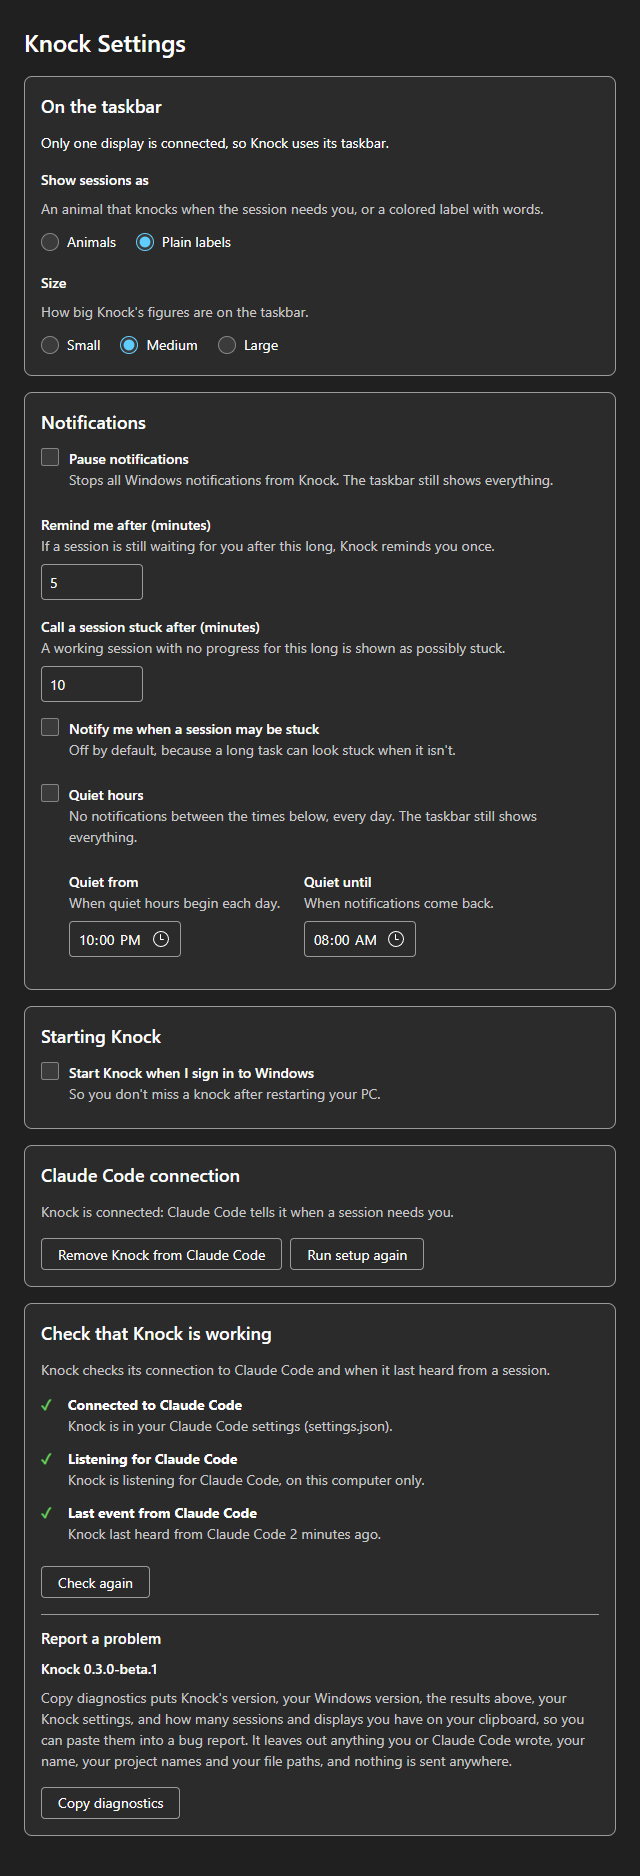 Knock Settings
On the taskbar
Only one display is connected, so Knock uses its taskbar.
Show sessions as
An animal that knocks when the session needs you, or a colored label with words.
Animals Plain labels
Size
How big Knock's figures are on the taskbar.
Small Medium Large
Notifications
Pause notifications
Stops all Windows notifications from Knock. The taskbar still shows everything.
Remind me after (minutes)
If a session is still waiting for you after this long, Knock reminds you once.
5
Call a session stuck after (minutes)
A working session with no progress for this long is shown as possibly stuck.
10
Notify me when a session may be stuck
Off by default, because a long task can look stuck when it isn't.
Quiet hours
No notifications between the times below, every day. The taskbar still shows
everything.
Quiet from Quiet until
When quiet hours begin each day. When notifications come back.
10:00 PM 08:00 AM
Starting Knock
Start Knock when I sign in to Windows
So you don't miss a knock after restarting your PC.
Claude Code connection
Knock is connected: Claude Code tells it when a session needs you.
Remove Knock from Claude Code Run setup again
Check that Knock is working
Knock checks its connection to Claude Code and when it last heard from a session.
Connected to Claude Code
Knock is in your Claude Code settings (settings.json).
Listening for Claude Code
Knock is listening for Claude Code, on this computer only.
Last event from Claude Code
Knock last heard from Claude Code 2 minutes ago.
Check again
Report a problem
Knock 0.3.0-beta.1
Copy diagnostics puts Knock's version, your Windows version, the results above, your
Knock settings, and how many sessions and displays you have on your clipboard, so you
can paste them into a bug report. It leaves out anything you or Claude Code wrote, your
name, your project names and your file paths, and nothing is sent anywhere.
Copy diagnostics